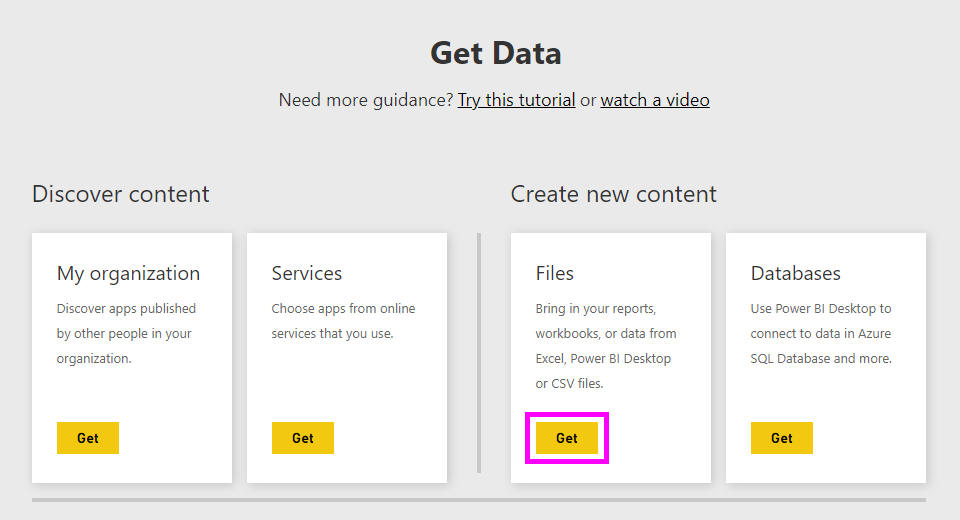 Get Data
Need more guidance? Try this tutorial or watch a video
Discover content
My organization
Discover apps published
by other people in your
organization.
Get
Services
Choose apps from online
services that you use.
Get
Create new content
Files
Bring in your reports,
workbooks, or data from
Excel, Power BI Desktop
or CSV files.
Get
Databases
Use Power BI Desktop to
connect to data in Azure
SQL Database and more.
Get